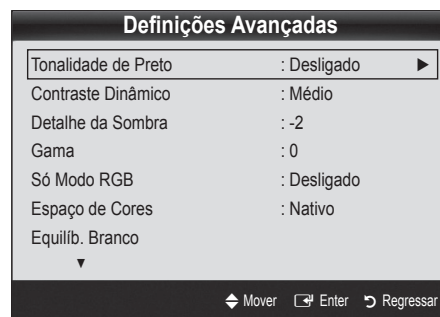 Definições Avançadas
Tonalidade de Preto : Desligado ►
Contraste Dinâmico : Médio
Detalhe da Sombra : -2
Gama : 0
Só Modo RGB : Desligado
Espaço de Cores : Nativo
Equilíb. Branco
▼
Mover Enter Regressar